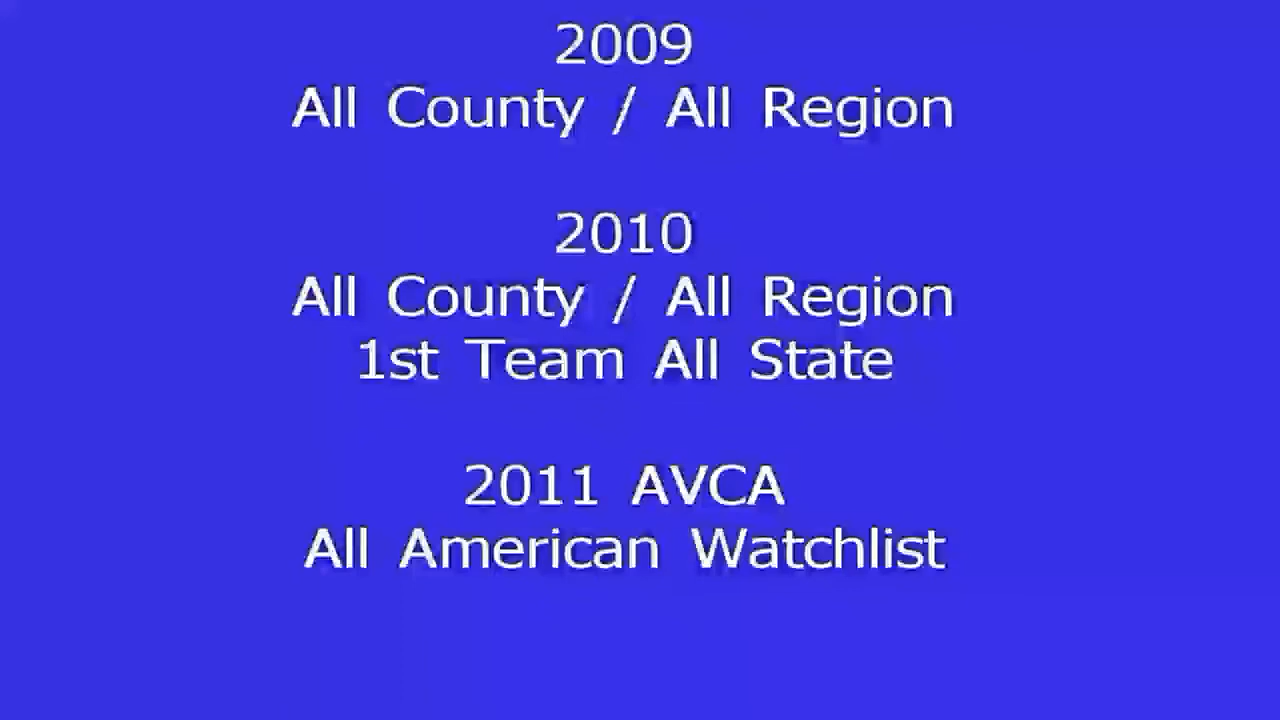 2009
All County / All Region
2010
All County / All Region
1st Team All State
2011 AVCA
All American Watchlist